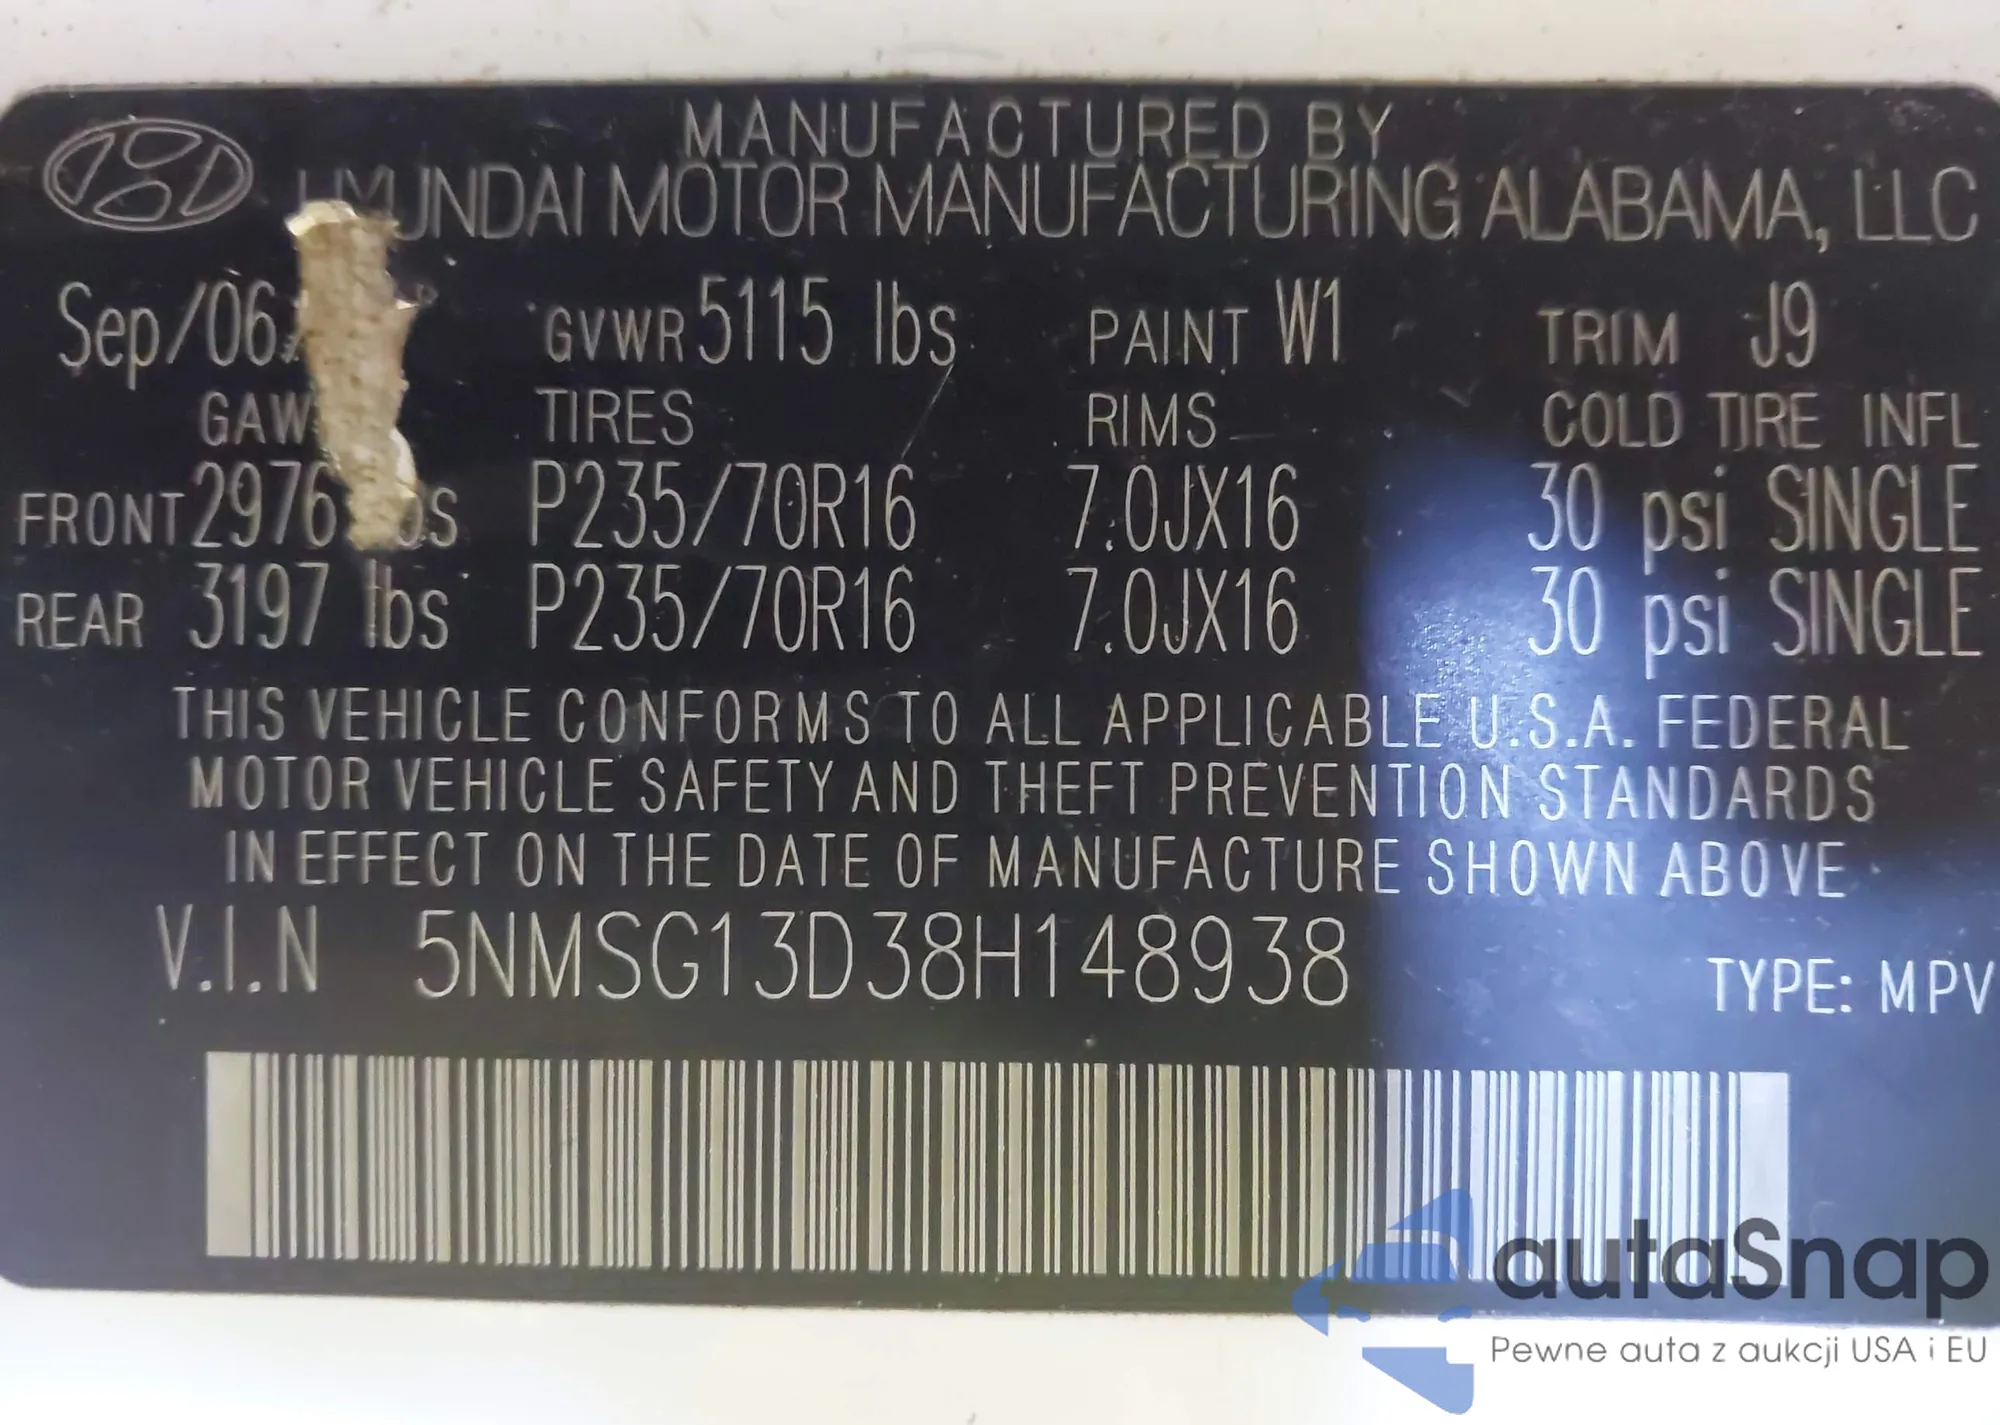 MANUFACTURED BY
HYUNDAI MOTOR MANUFACTURING ALABAMA, LLC
Sep/06/ GVWR 5115 lbs PAINT W1 TRIM J9
GAW TIRES RIMS COLD TIRE INFL
FRONT 2976 lbs P235/70R16 7.0JX16 30 psi SINGLE
REAR 3197 lbs P235/70R16 7.0JX16 30 psi SINGLE
THIS VEHICLE CONFORMS TO ALL APPLICABLE U.S.A. FEDERAL
MOTOR VEHICLE SAFETY AND THEFT PREVENTION STANDARDS
IN EFFECT ON THE DATE OF MANUFACTURE SHOWN ABOVE
V.I.N 5NMSG13D38H148938
TYPE: MPV
autaSnap
Pewne auta z aukcji USA i EU